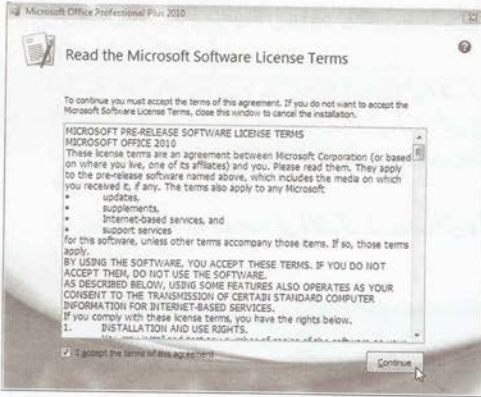 Microsoft Office Professional Plus 2010
Read the Microsoft Software License Terms
To continue you must accept the terms of this agreement. If you do not want to accept the
Microsoft Software License Terms, close this window to cancel the installation.
MICROSOFT PRE-RELEASE SOFTWARE LICENSE TERMS
MICROSOFT OFFICE 2010
These license terms are an agreement between Microsoft Corporation (or based
on where you live, one of its affiliates) and you. Please read them. They apply
to the pre-release software named above, which includes the media on which
you received it, if any. The terms also apply to any Microsoft
• updates,
• supplements,
• Internet-based services, and
• support services
for this software, unless other terms accompany those items. If so, those terms
apply.
BY USING THE SOFTWARE, YOU ACCEPT THESE TERMS. IF YOU DO NOT
ACCEPT THEM, DO NOT USE THE SOFTWARE.
AS DESCRIBED BELOW, USING SOME FEATURES ALSO OPERATES AS YOUR
CONSENT TO THE TRANSMISSION OF CERTAIN STANDARD COMPUTER
INFORMATION FOR INTERNET-BASED SERVICES.
If you comply with these license terms, you have the rights below.
1. INSTALLATION AND USE RIGHTS.
I accept the terms of this agreement
Continue